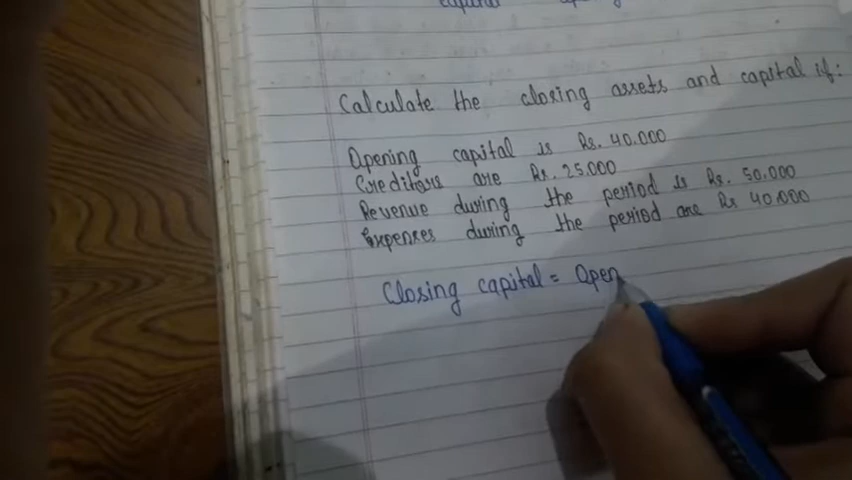 capital
Calculate the closing assets and capital if:
Opening capital is Rs. 40.000
Creditors are Rs. 25.000
Revenue during the period is Rs. 50.000
Expenses during the period are Rs 40.000
Closing capital = Open